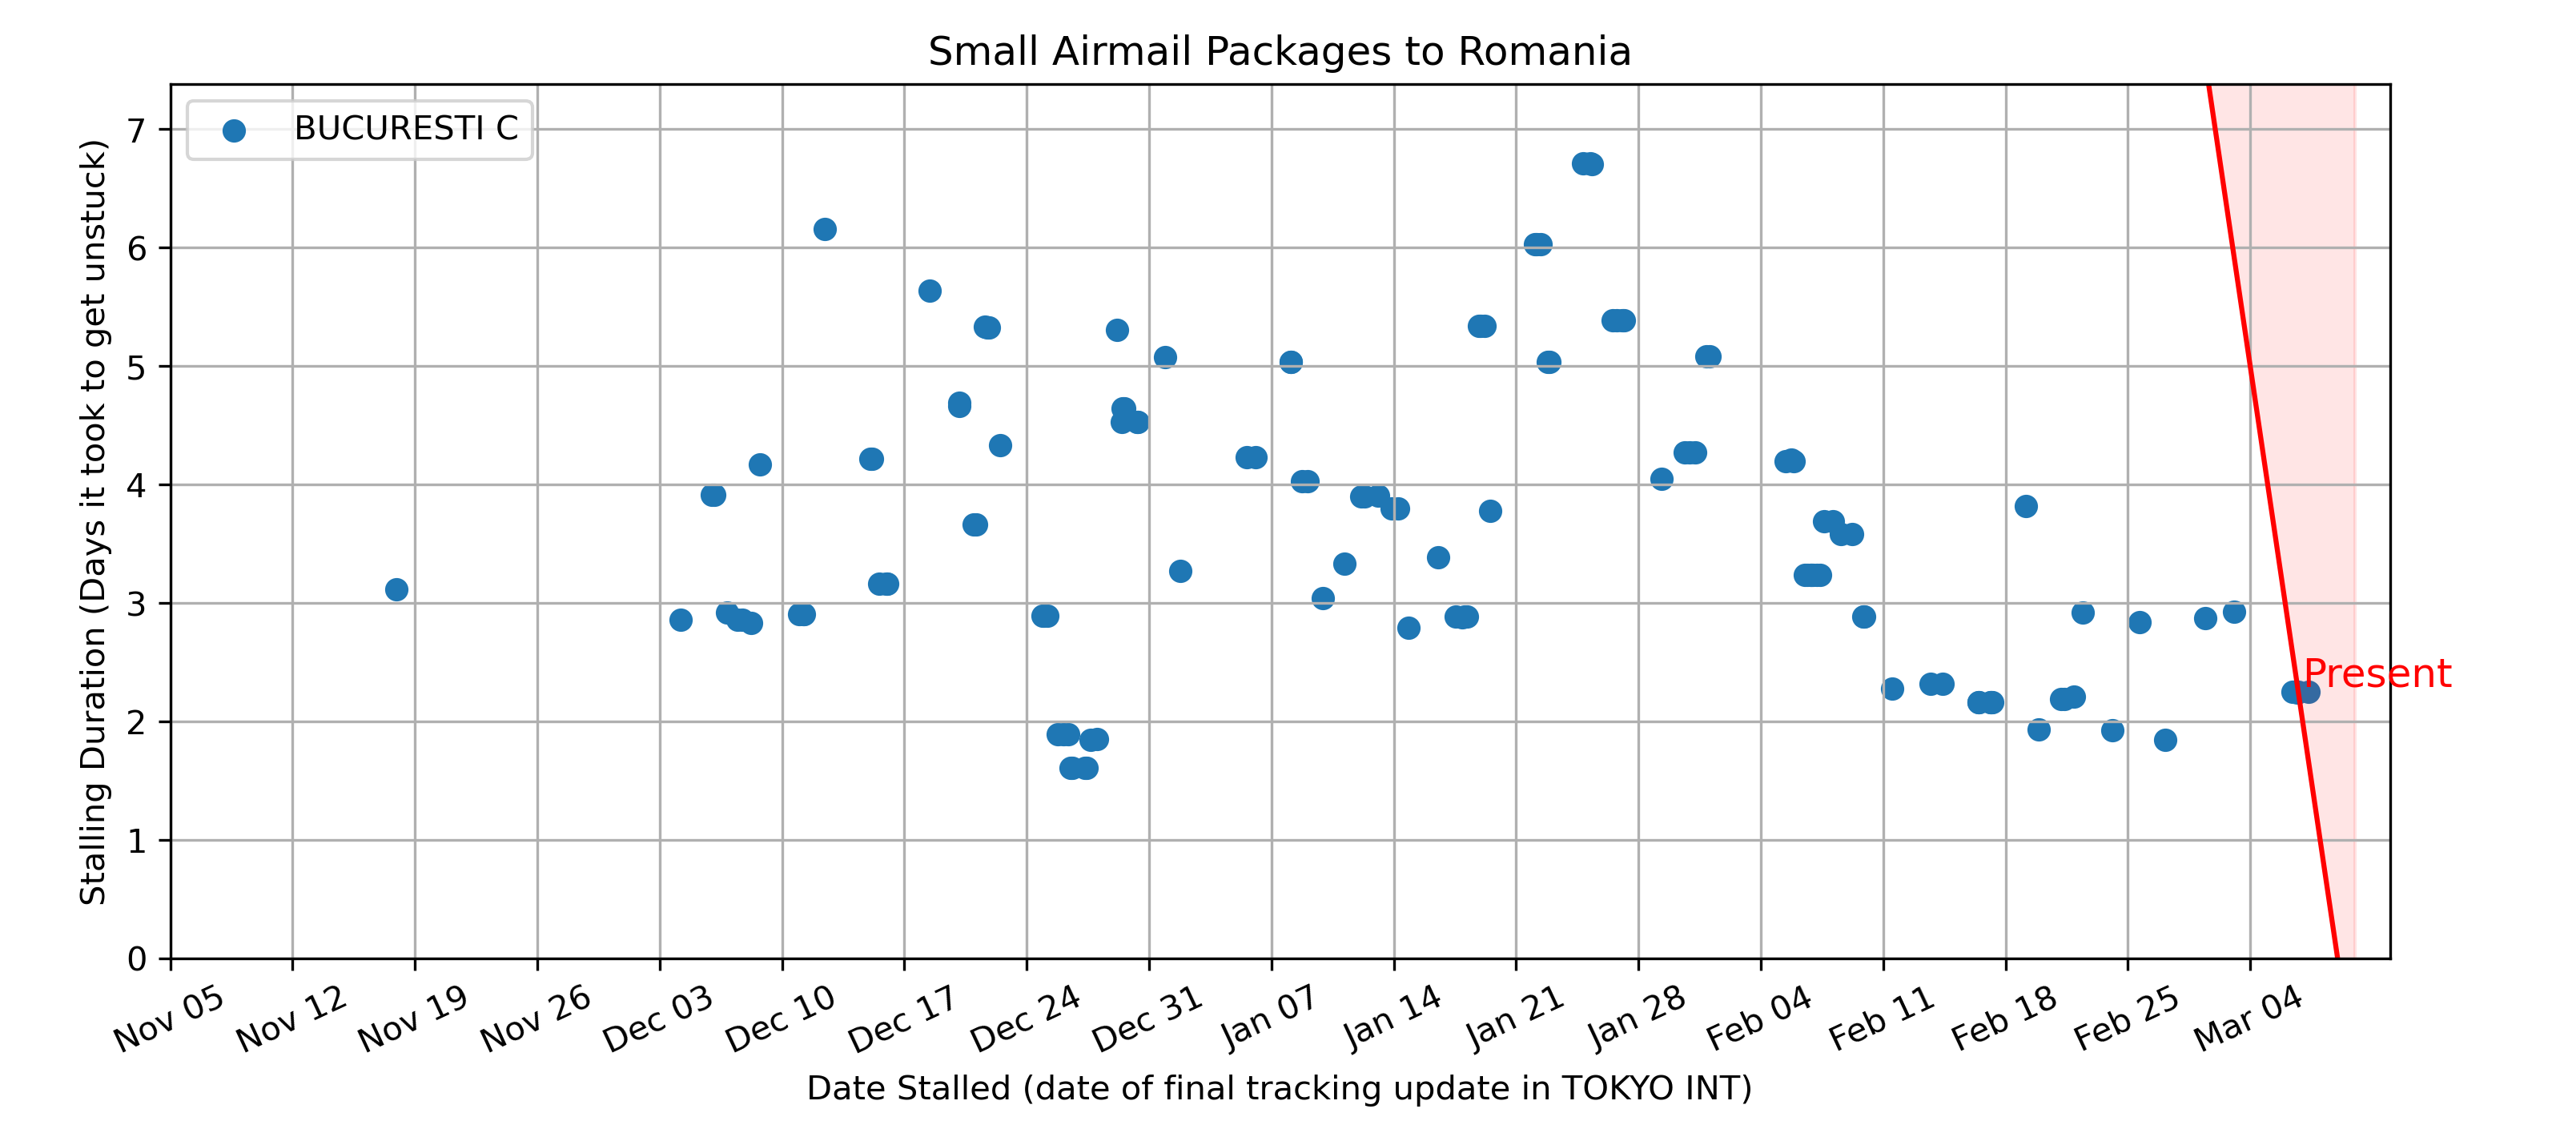 Small Airmail Packages to Romania
BUCURESTI C
Stalling Duration (Days it took to get unstuck)
7
6
5
4
3
2
1
0
Present
Nov 05
Nov 12
Nov 19
Nov 26
Dec 03
Dec 10
Dec 17
Dec 24
Dec 31
Jan 07
Jan 14
Jan 21
Jan 28
Feb 04
Feb 11
Feb 18
Feb 25
Mar 04
Date Stalled (date of final tracking update in TOKYO INT)